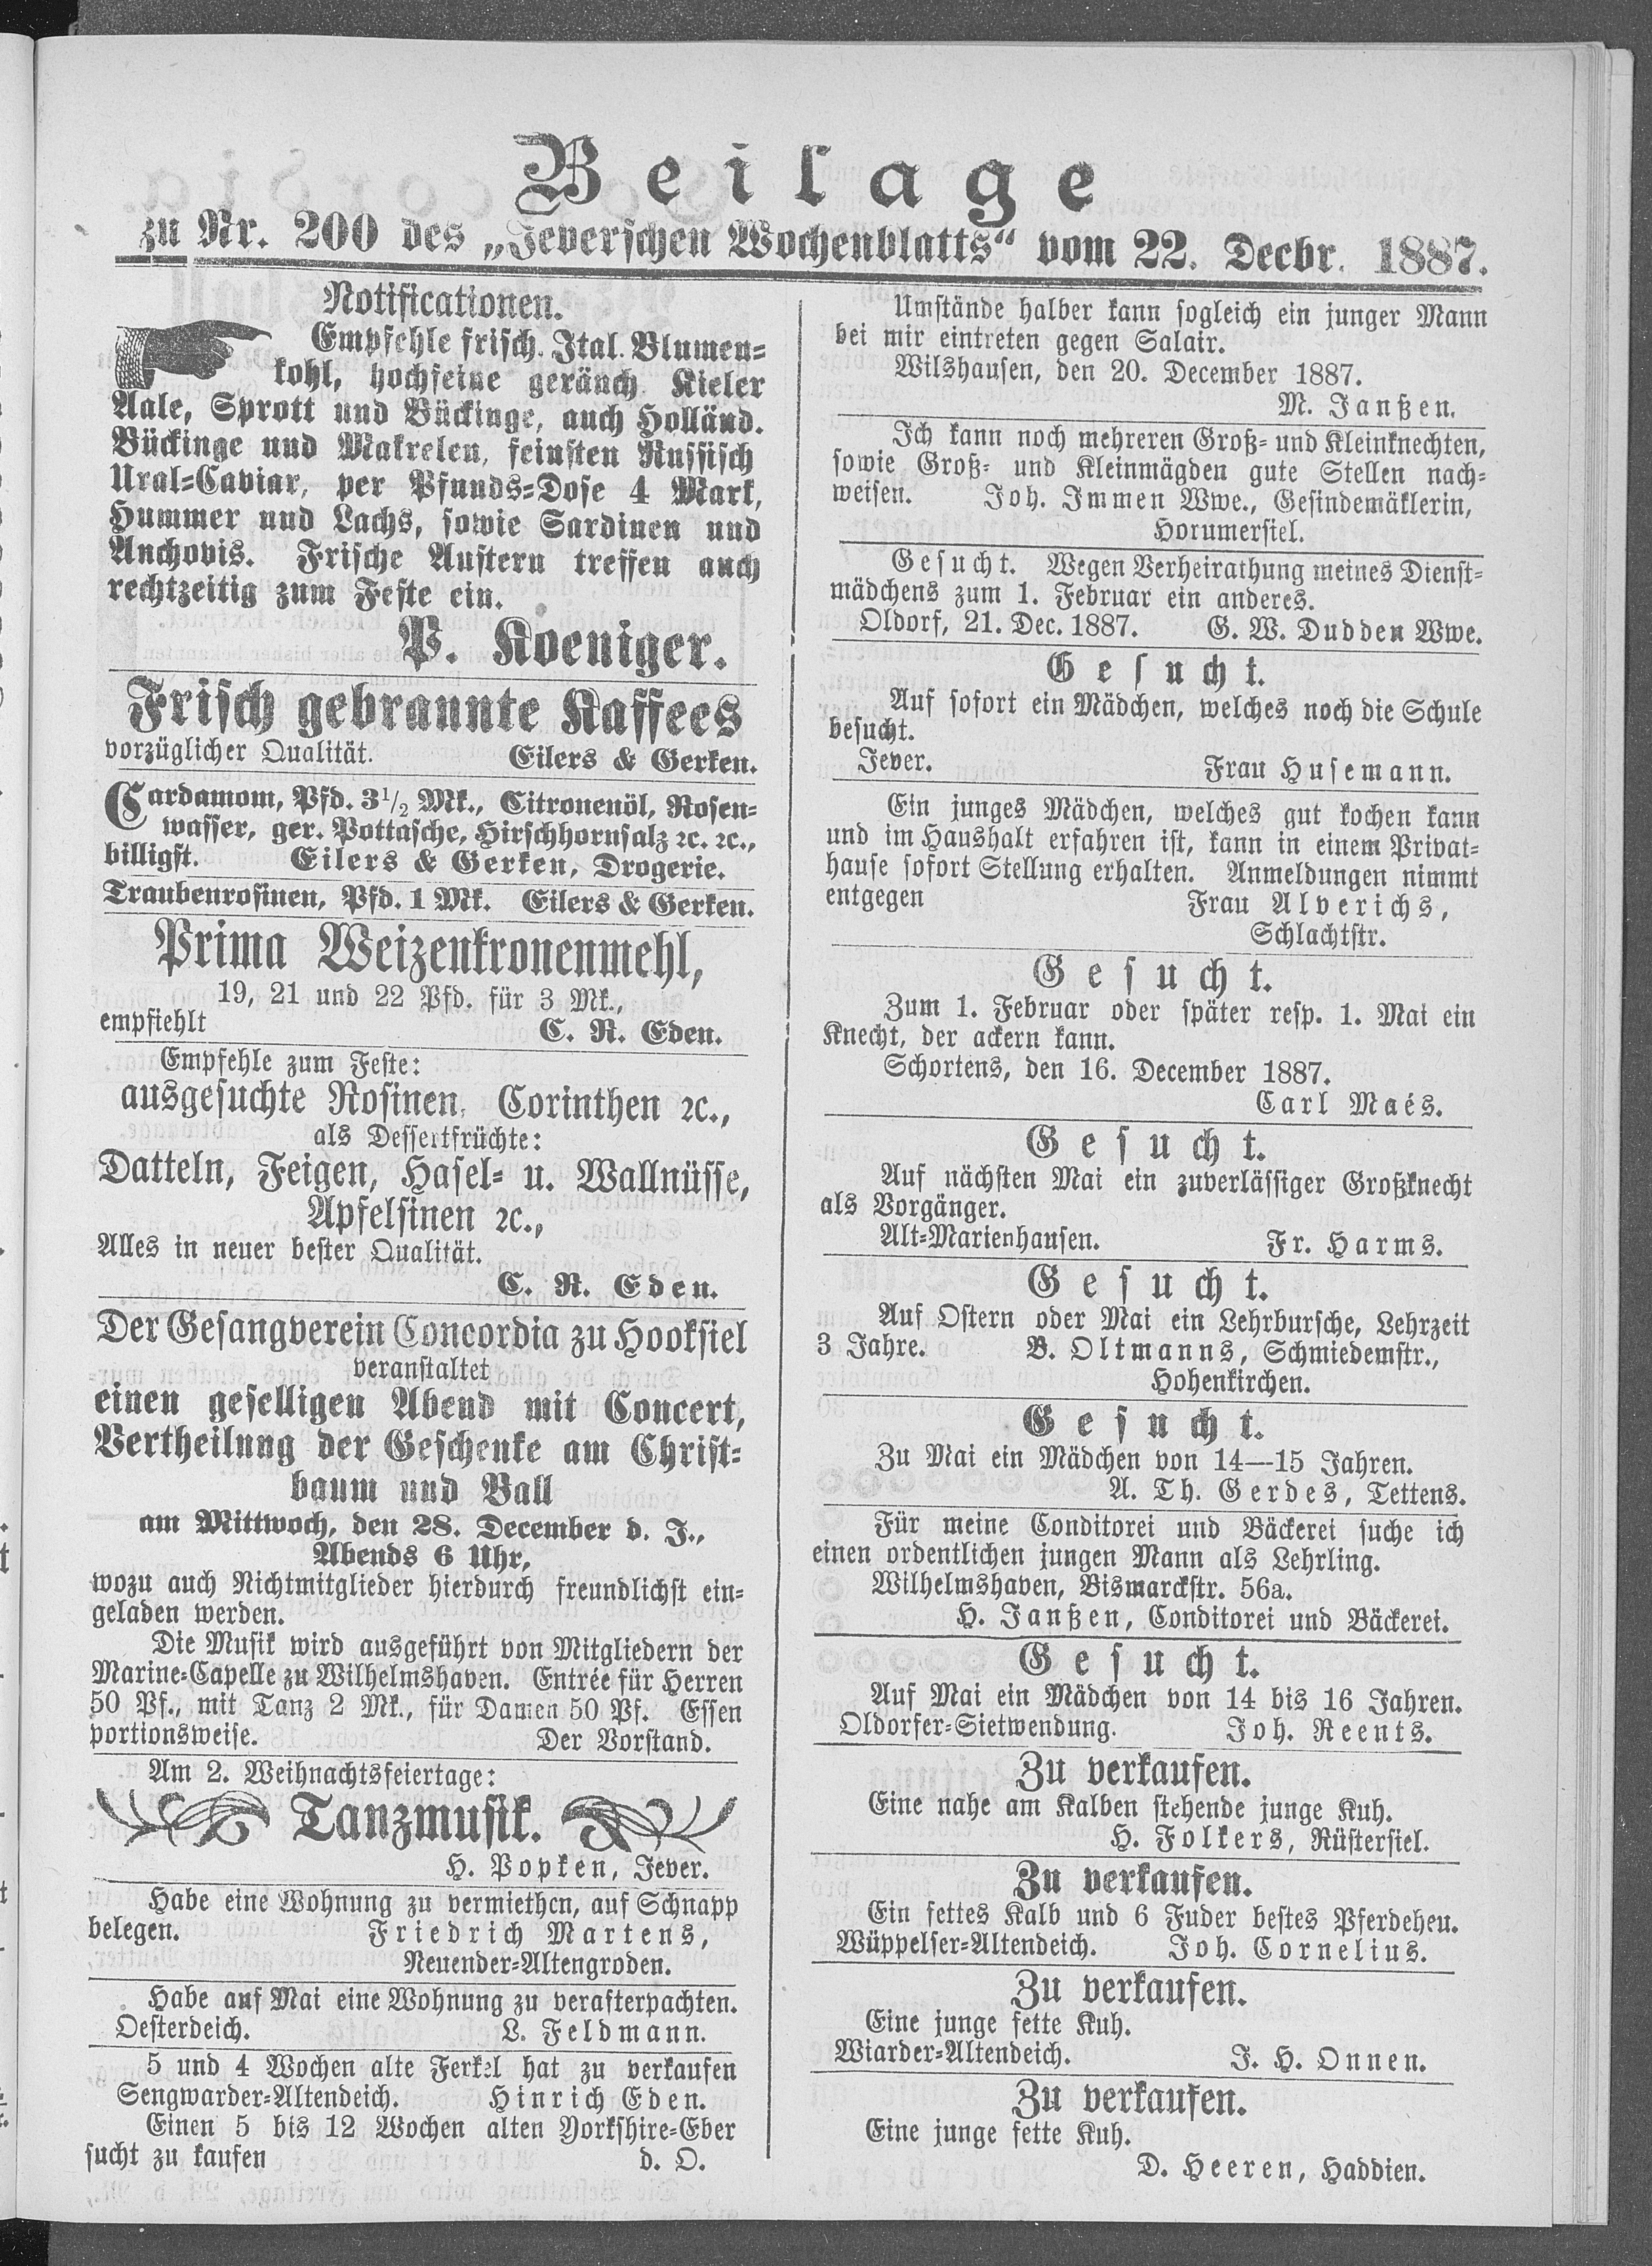 Beilage
zu Nr. 200 des „Jeverschen Wochenblatts“ vom 22. Decbr. 1887.
Notificationen.
Empfehle frisch. Ital. Blumen-
kohl, hochfeine geräuch. Kieler
Aale, Sprott und Bückinge, auch Holländ.
Bückinge und Makrelen, feinsten Russisch
Ural-Caviar, per Pfunds-Dose 4 Mark,
Hummer und Lachs, sowie Sardinen und
Anchovis. Frische Austern treffen auch
rechtzeitig zum Feste ein.
P. Koeniger.
Frisch gebrannte Kaffees
vorzüglicher Qualität. Eilers & Gerken.
Cardamom, Pfd. 3½ Mk., Citronenöl, Rosen-
wasser, ger. Pottasche, Hirschhornsalz ꝛc. ꝛc.,
billigst. Eilers & Gerken, Drogerie.
Traubenrosinen, Pfd. 1 Mk. Eilers & Gerken.
Prima Weizenkronenmehl,
19, 21 und 22 Pfd. für 3 Mk.,
empfiehlt C. R. Eden.
Empfehle zum Feste:
ausgesuchte Rosinen, Corinthen ꝛc.,
als Dessertfrüchte:
Datteln, Feigen, Hasel- u. Wallnüsse,
Apfelsinen ꝛc.,
Alles in neuer bester Qualität.
C. R. Eden.
Der Gesangverein Concordia zu Hooksiel
veranstaltet
einen geselligen Abend mit Concert,
Vertheilung der Geschenke am Christ-
baum und Ball
am Mittwoch, den 28. December d. J.,
Abends 6 Uhr,
wozu auch Nichtmitglieder hierdurch freundlichst ein-
geladen werden.
Die Musik wird ausgeführt von Mitgliedern der
Marine-Capelle zu Wilhelmshaven. Entrée für Herren
50 Pf., mit Tanz 2 Mk., für Damen 50 Pf. Essen
portionsweise. Der Vorstand.
Am 2. Weihnachtsfeiertage:
Tanzmusik.
H. Popken, Jever.
Habe eine Wohnung zu vermiethen, auf Schnapp
belegen. Friedrich Martens,
Neuender-Altengroden.
Habe auf Mai eine Wohnung zu verafterpachten.
Oesterdeich. L. Feldmann.
5 und 4 Wochen alte Ferkel hat zu verkaufen
Sengwarder-Altendeich. Hinrich Eden.
Einen 5 bis 12 Wochen alten Yorkshire-Eber
sucht zu kaufen d. O.
Umstände halber kann sogleich ein junger Mann
bei mir eintreten gegen Salair.
Wilshausen, den 20. December 1887.
M. Janßen.
Ich kann noch mehreren Groß- und Kleinknechten,
sowie Groß- und Kleinmägden gute Stellen nach-
weisen. Joh. Immen Wwe., Gesindemäklerin,
Horumersiel.
Gesucht. Wegen Verheirathung meines Dienst-
mädchens zum 1. Februar ein anderes.
Oldorf, 21. Dec. 1887. G. W. Dudden Wwe.
Gesucht.
Auf sofort ein Mädchen, welches noch die Schule
besucht.
Jever. Frau Husemann.
Ein junges Mädchen, welches gut kochen kann
und im Haushalt erfahren ist, kann in einem Privat-
hause sofort Stellung erhalten. Anmeldungen nimmt
entgegen Frau Alverichs,
Schlachtstr.
Gesucht.
Zum 1. Februar oder später resp. 1. Mai ein
Knecht, der ackern kann.
Schortens, den 16. December 1887.
Carl Maés.
Gesucht.
Auf nächsten Mai ein zuverlässiger Großknecht
als Vorgänger.
Alt-Marienhausen. Fr. Harms.
Gesucht.
Auf Ostern oder Mai ein Lehrbursche, Lehrzeit
3 Jahre. B. Oltmanns, Schmiedemstr.,
Hohenkirchen.
Gesucht.
Zu Mai ein Mädchen von 14—15 Jahren.
A. Th. Gerdes, Tettens.
Für meine Conditorei und Bäckerei suche ich
einen ordentlichen jungen Mann als Lehrling.
Wilhelmshaven, Bismarckstr. 56a.
H. Janßen, Conditorei und Bäckerei.
Gesucht.
Auf Mai ein Mädchen von 14 bis 16 Jahren.
Oldorfer-Sietwendung. Joh. Reents.
Zu verkaufen.
Eine nahe am Kalben stehende junge Kuh.
H. Folkers, Rüstersiel.
Zu verkaufen.
Ein fettes Kalb und 6 Fuder bestes Pferdeheu.
Wüppelser-Altendeich. Joh. Cornelius.
Zu verkaufen.
Eine junge fette Kuh.
Wiarder-Altendeich. J. H. Onnen.
Zu verkaufen.
Eine junge fette Kuh.
D. Heeren, Haddien.